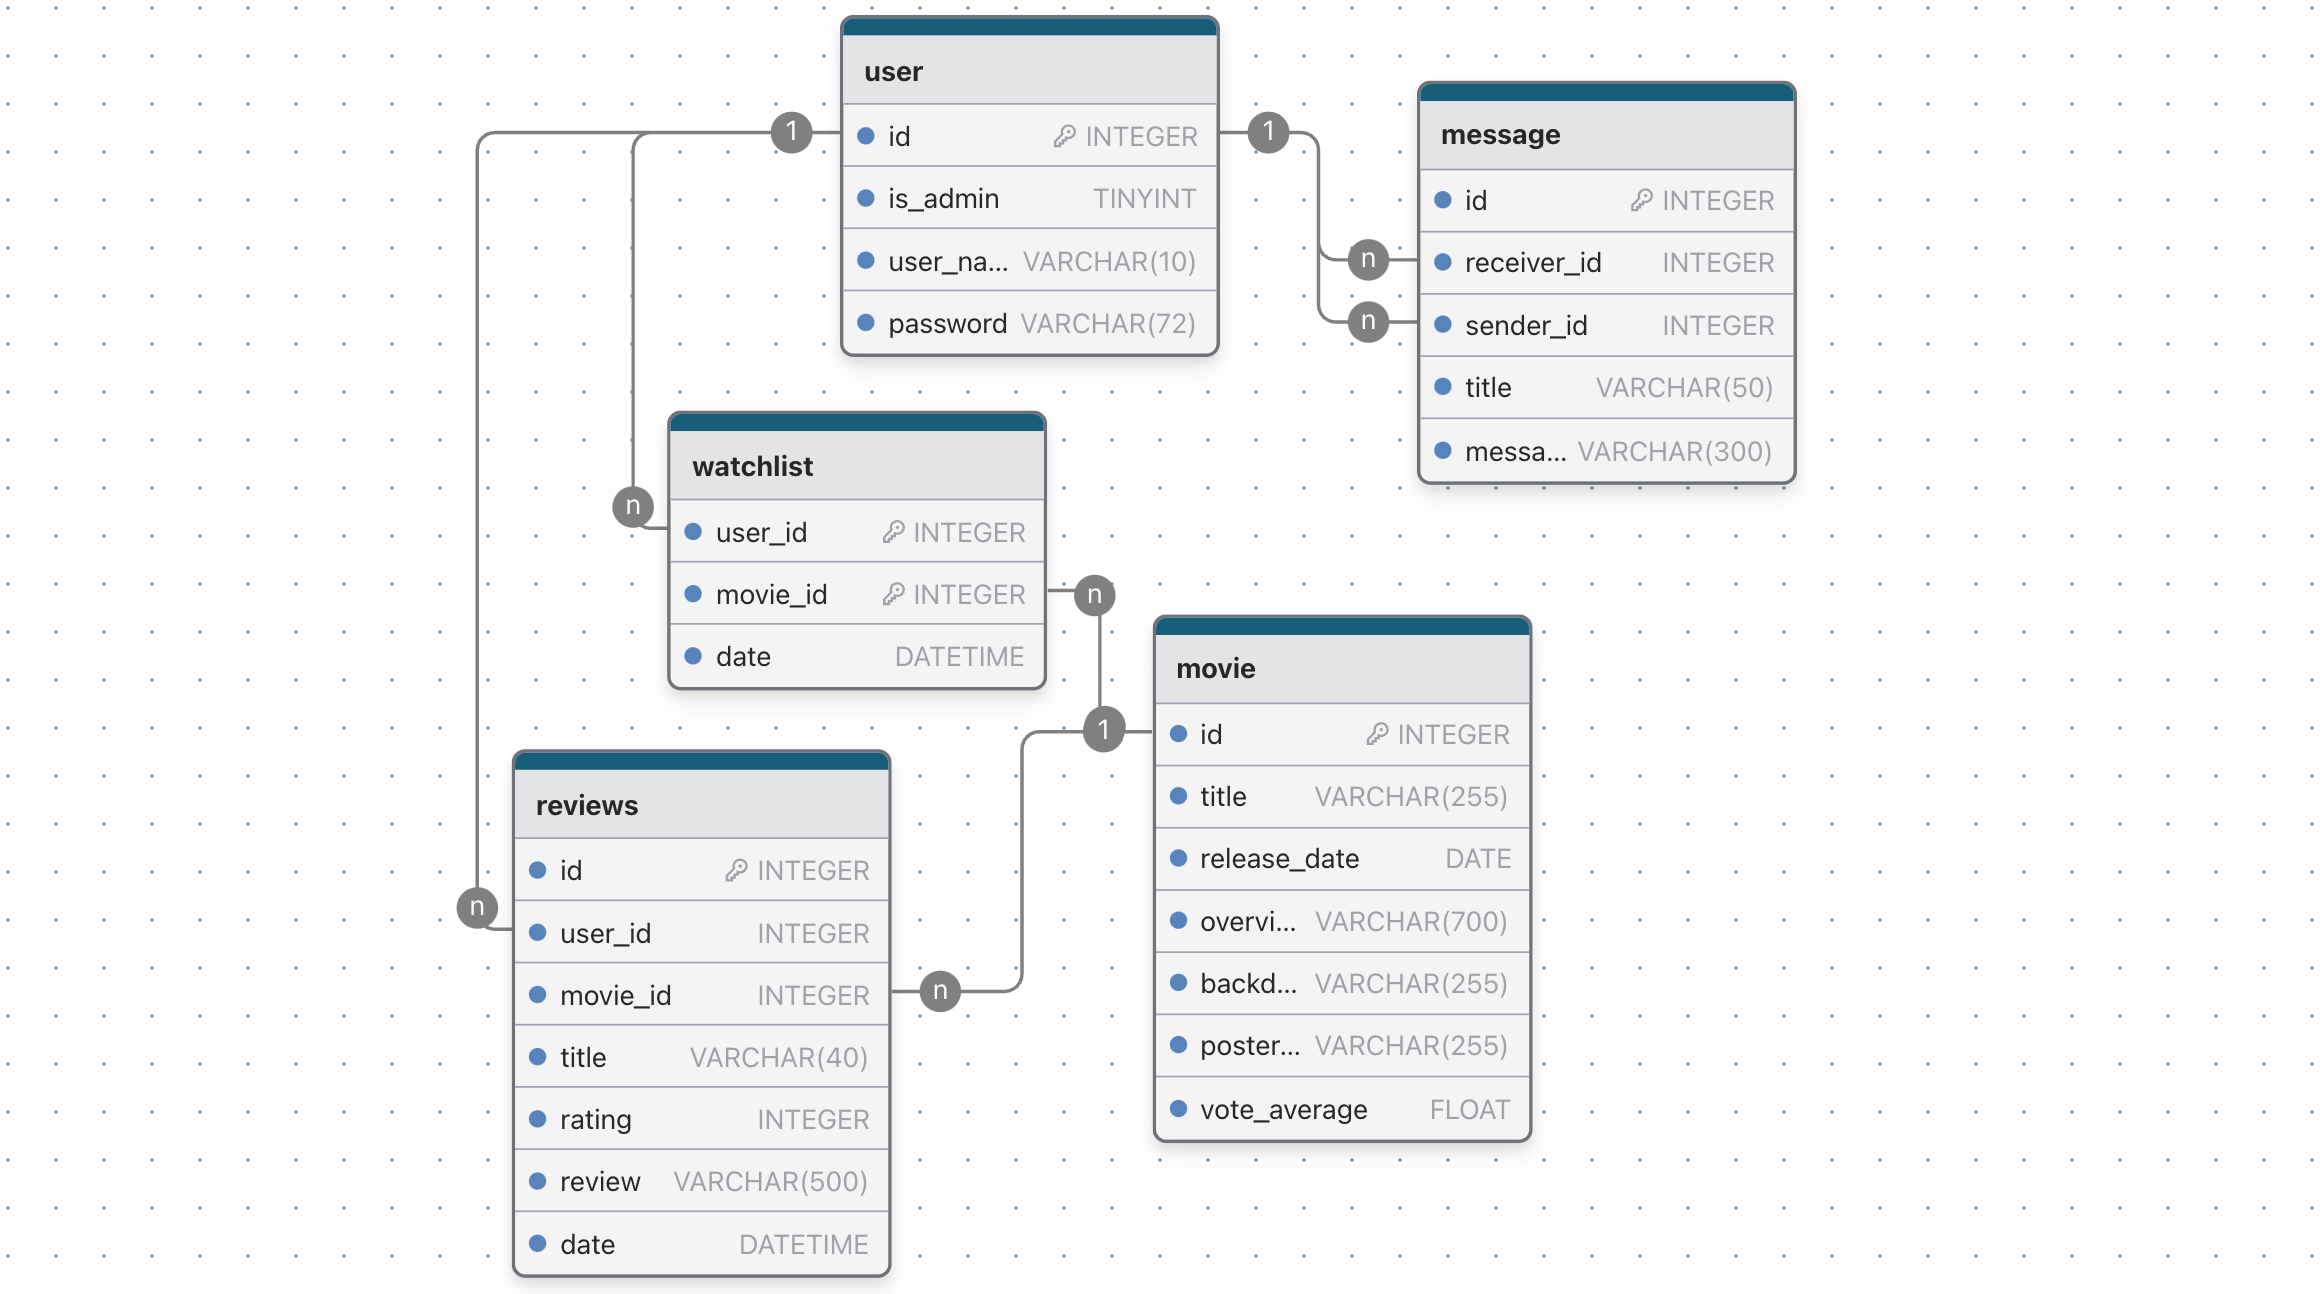 user
id INTEGER
is_admin TINYINT
user_na... VARCHAR(10)
password VARCHAR(72)
1
1
message
id INTEGER
receiver_id INTEGER
sender_id INTEGER
title VARCHAR(50)
messa... VARCHAR(300)
n
n
watchlist
user_id INTEGER
movie_id INTEGER
date DATETIME
n
n
movie
id INTEGER
title VARCHAR(255)
release_date DATE
overvi... VARCHAR(700)
backd... VARCHAR(255)
poster... VARCHAR(255)
vote_average FLOAT
1
reviews
id INTEGER
user_id INTEGER
movie_id INTEGER
title VARCHAR(40)
rating INTEGER
review VARCHAR(500)
date DATETIME
n
n